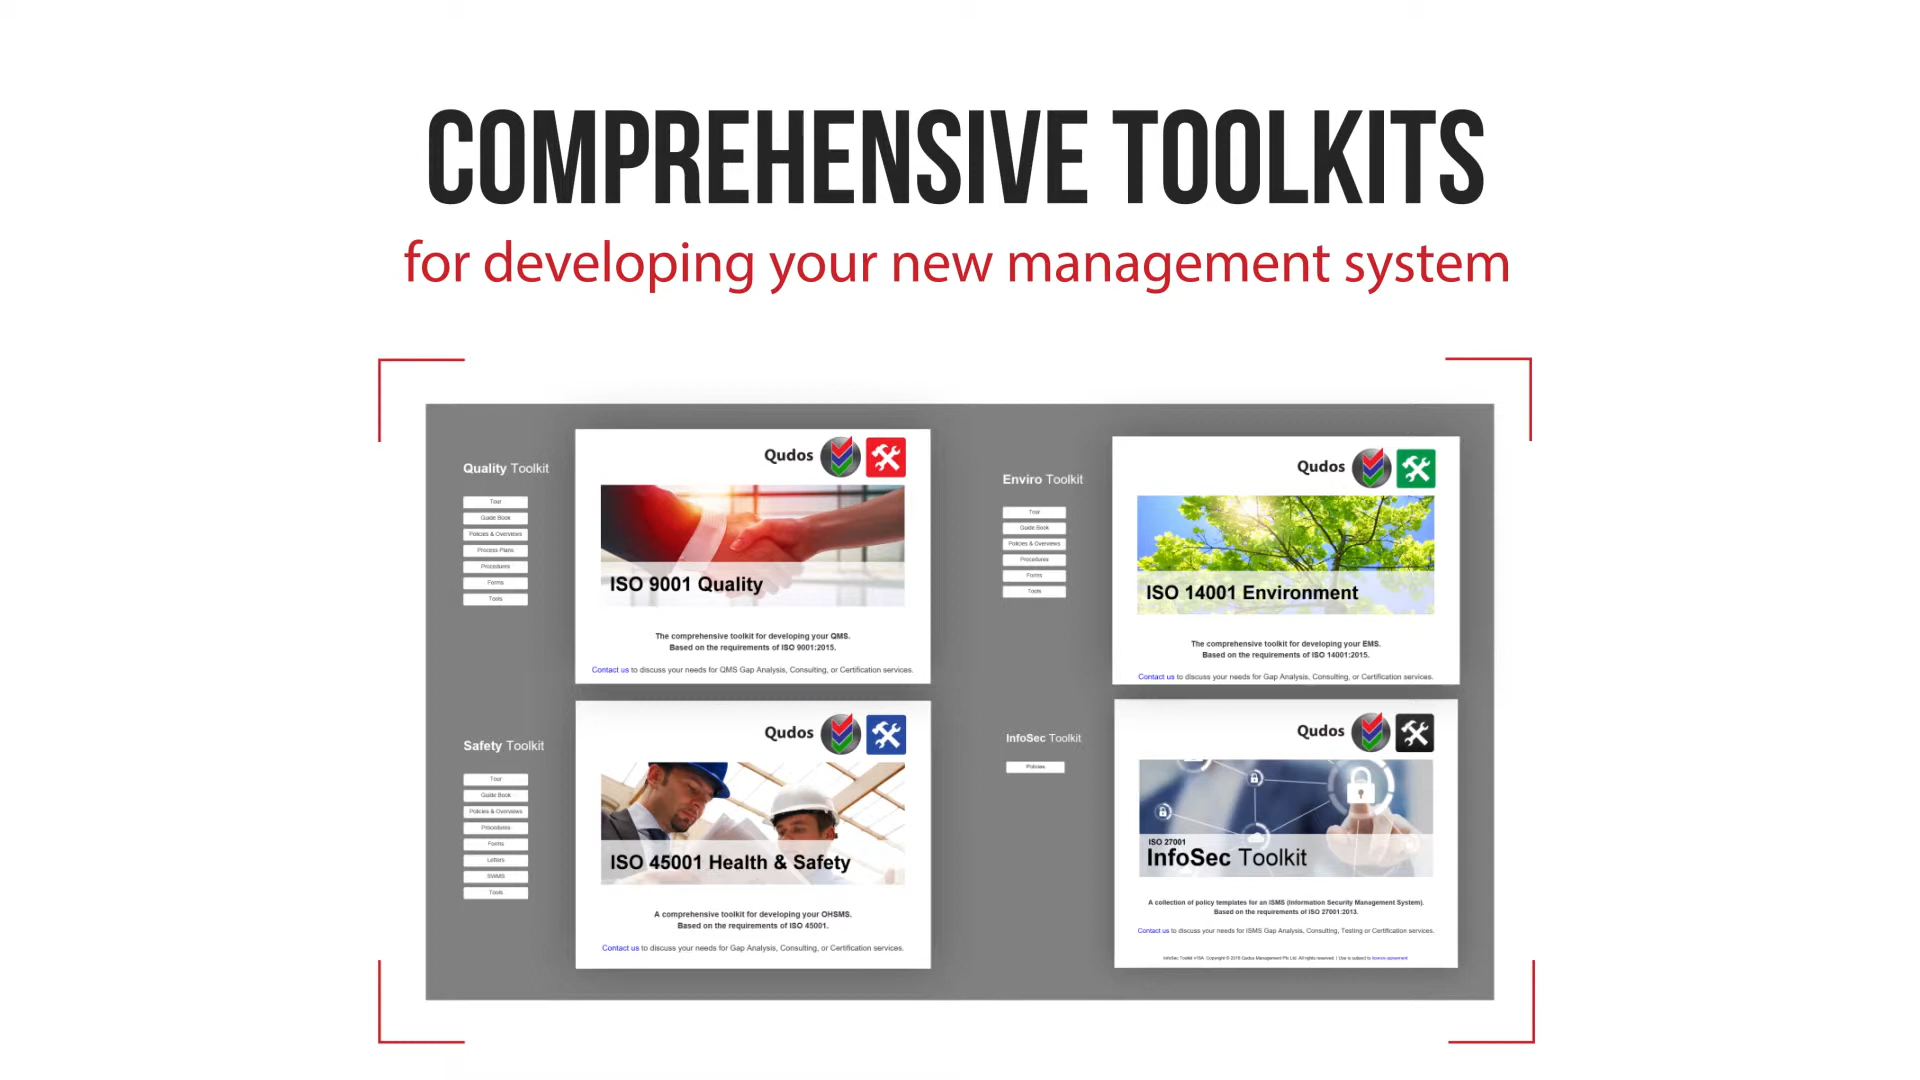 COMPREHENSIVE TOOLKITS
for developing your new management system
Quality Toolkit
Tour
Guide Book
Policies & Overviews
Process Plans
Procedures
Forms
Tools
Qudos
ISO 9001 Quality
The comprehensive toolkit for developing your QMS.
Based on the requirements of ISO 9001:2015.
Contact us to discuss your needs for QMS Gap Analysis, Consulting, or Certification services.
Enviro Toolkit
Tour
Guide Book
Policies & Overviews
Procedures
Forms
Tools
Qudos
ISO 14001 Environment
The comprehensive toolkit for developing your EMS.
Based on the requirements of ISO 14001:2015.
Contact us to discuss your needs for Gap Analysis, Consulting, or Certification services.
Safety Toolkit
Tour
Guide Book
Policies & Overviews
Procedures
Forms
Letters
SWMS
Tools
Qudos
ISO 45001 Health & Safety
A comprehensive toolkit for developing your OHSMS.
Based on the requirements of ISO 45001.
Contact us to discuss your needs for Gap Analysis, Consulting, or Certification services.
InfoSec Toolkit
Policies
Qudos
ISO 27001
InfoSec Toolkit
A collection of policy templates for an ISMS (Information Security Management System).
Based on the requirements of ISO 27001:2013.
Contact us to discuss your needs for ISMS Gap Analysis, Consulting, Testing or Certification services.
InfoSec Toolkit Copyright © Qudos Management Pty Ltd. All rights reserved. | Use is subject to licence agreement